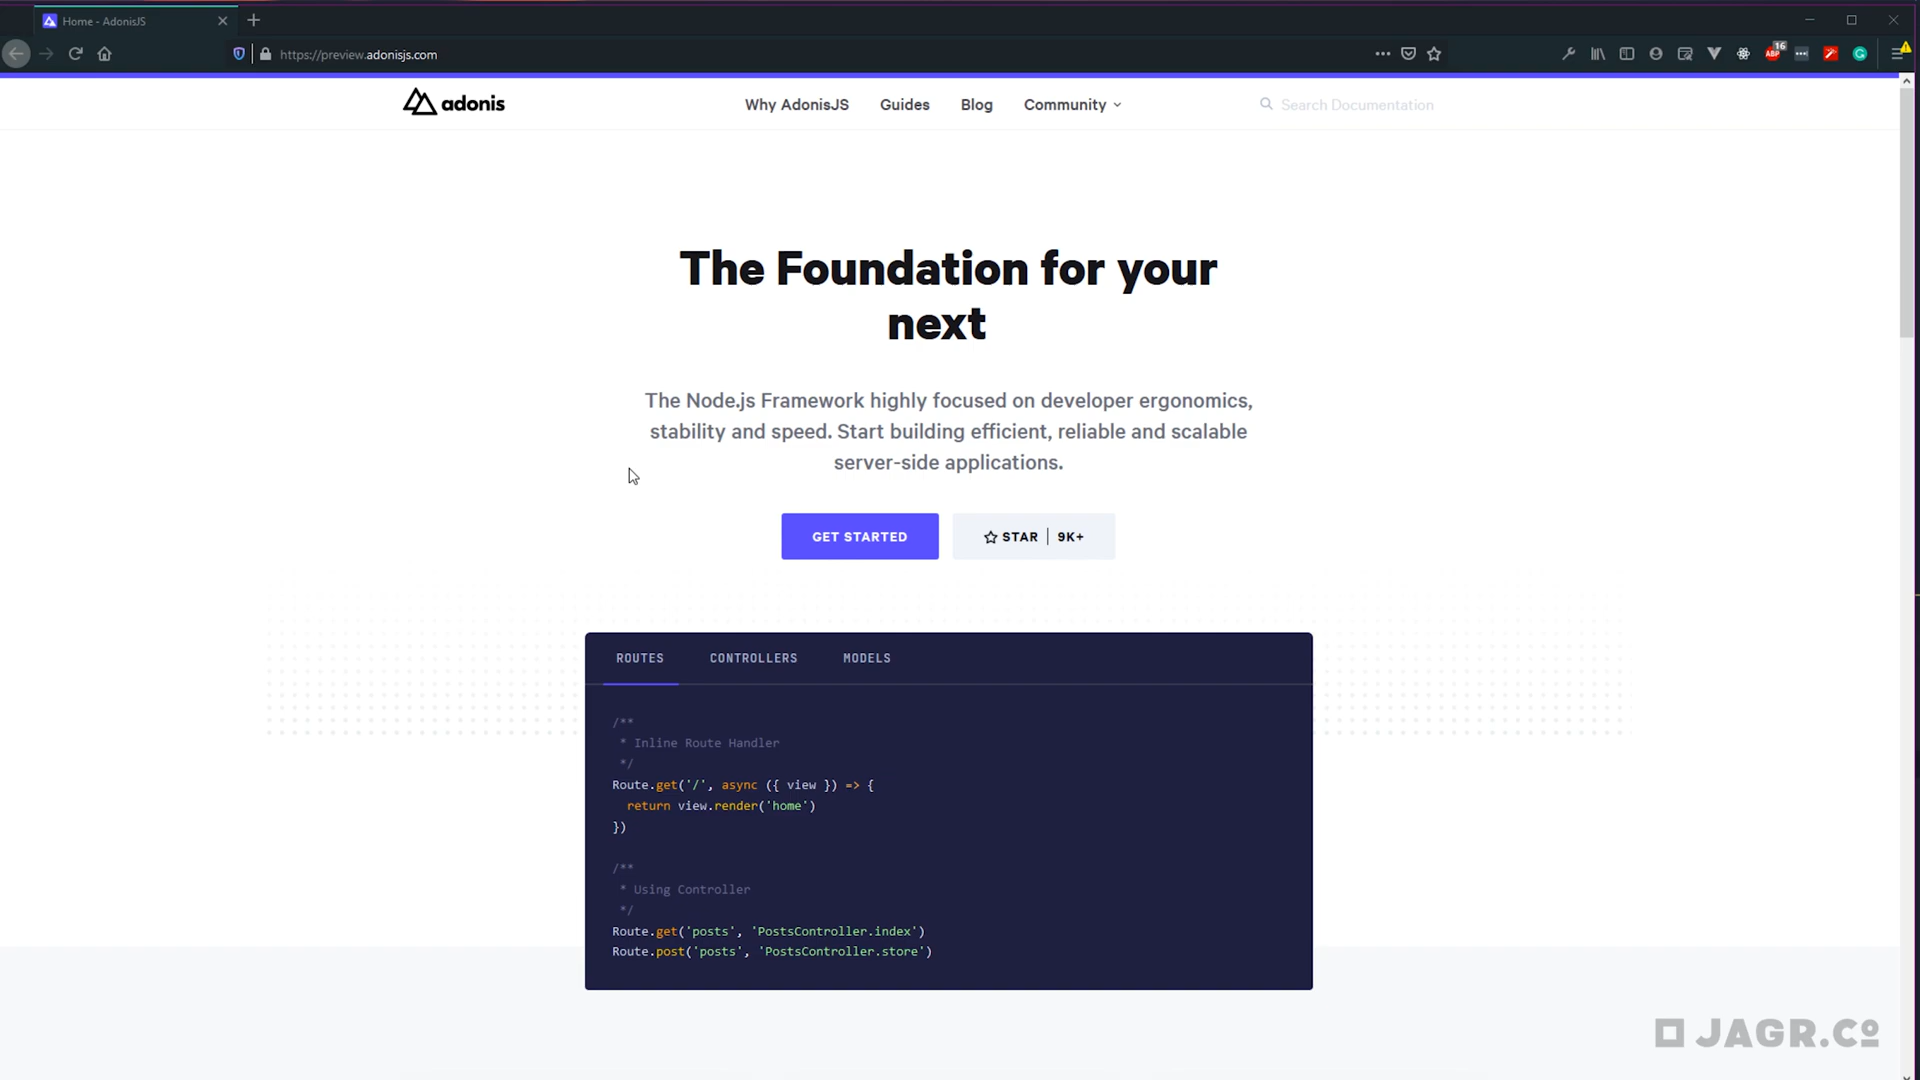 Home - AdonisJS
https://preview.adonisjs.com
16
ABP
adonis
Why AdonisJS
Guides
Blog
Community
Search Documentation
The Foundation for your
next
The Node.js Framework highly focused on developer ergonomics,
stability and speed. Start building efficient, reliable and scalable
server-side applications.
GET STARTED
STAR | 9K+
ROUTES
CONTROLLERS
MODELS
/**
* Inline Route Handler
*/
Route.get('/', async ({ view }) => {
return view.render('home')
})
/**
* Using Controller
*/
Route.get('posts', 'PostsController.index')
Route.post('posts', 'PostsController.store')
JAGR.Co